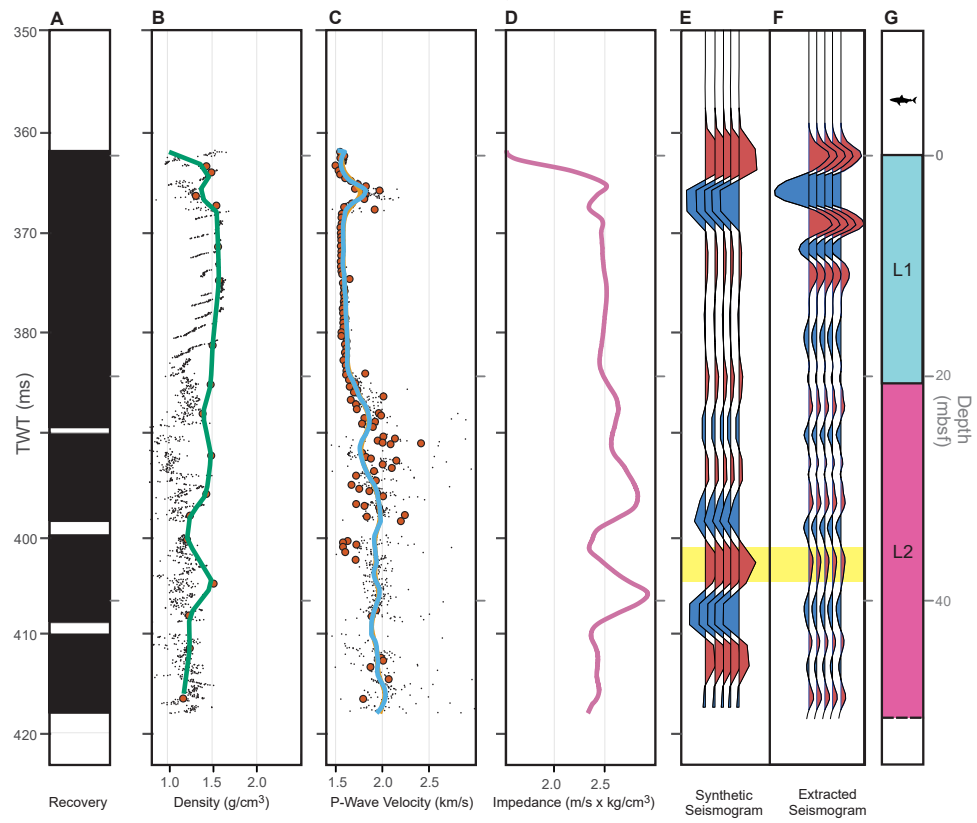 A B C D E F G
350
360
370
380
390
400
410
420
TWT (ms)
0
20
40
Depth
(mbsf)
L1
L2
1.0 1.5 2.0
1.5 2.0 2.5
2.0 2.5
Recovery
Density (g/cm³)
P-Wave Velocity (km/s)
Impedance (m/s x kg/cm³)
Synthetic
Seismogram
Extracted
Seismogram